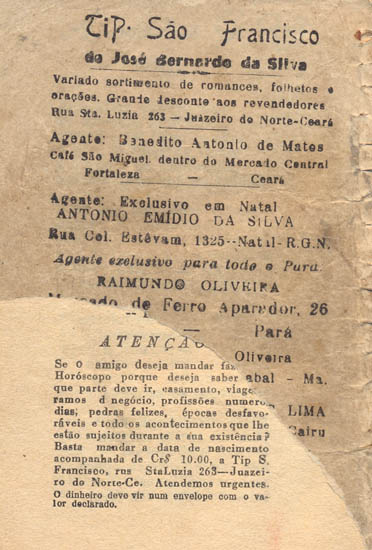 TiP. São Francisco
de José Bernardo da Silva
Variado sortimento de romances, folhetos e
orações. Grande desconto aos revendedores
Rua Sta. Luzia 263 — Juazeiro do Norte-Ceará
Agente: Benedito Antonio de Matos
Café São Miguel, dentro do Mercado Central
Fortaleza — Ceará
Agente: Exclusivo em Natal
ANTONIO EMÍDIO DA SILVA
Rua Col. Estêvam, 1325--Natal-R.G.N.
Agente exclusivo para todo o Pará
RAIMUNDO OLIVEIRA
de Ferro Aparador, 26
— Pará
ATENÇÃO
Oliveira
Se o amigo deseja mandar faz
Horóscopo porque deseja saber abal - Ma.
que parte deve ir, casamento, viage
ramos d negócio, profissões numero
dias, pedras felizes, épocas desfavo- LIMA
ráveis e todo os acontecimentos que lhe Cairu
estão sujeitos durante a sua existência?
Basta mandar a data de nascimento
acompanhada de Cr$ 10.00, a Tip S.
Francisco, rus StaLuzia 263—Juazei
ro do Norte-Ce. Atendemos urgentes.
O dinheiro deve vir num envelope com o va-
lor declarado.